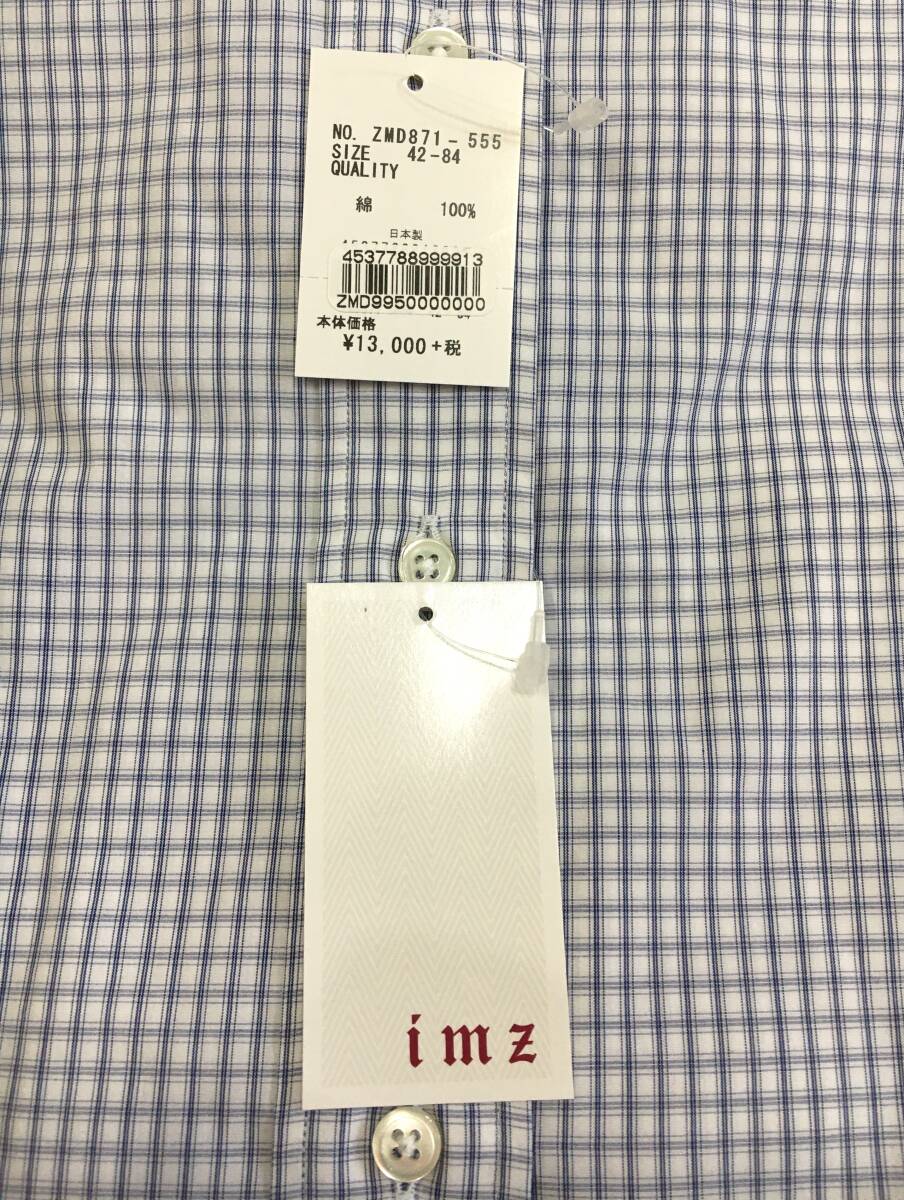 NO. ZMD871-555
SIZE 42-84
QUALITY
綿 100%
日本製
4537788999913
ZMD9950000000
本体価格
¥13,000+税
imz